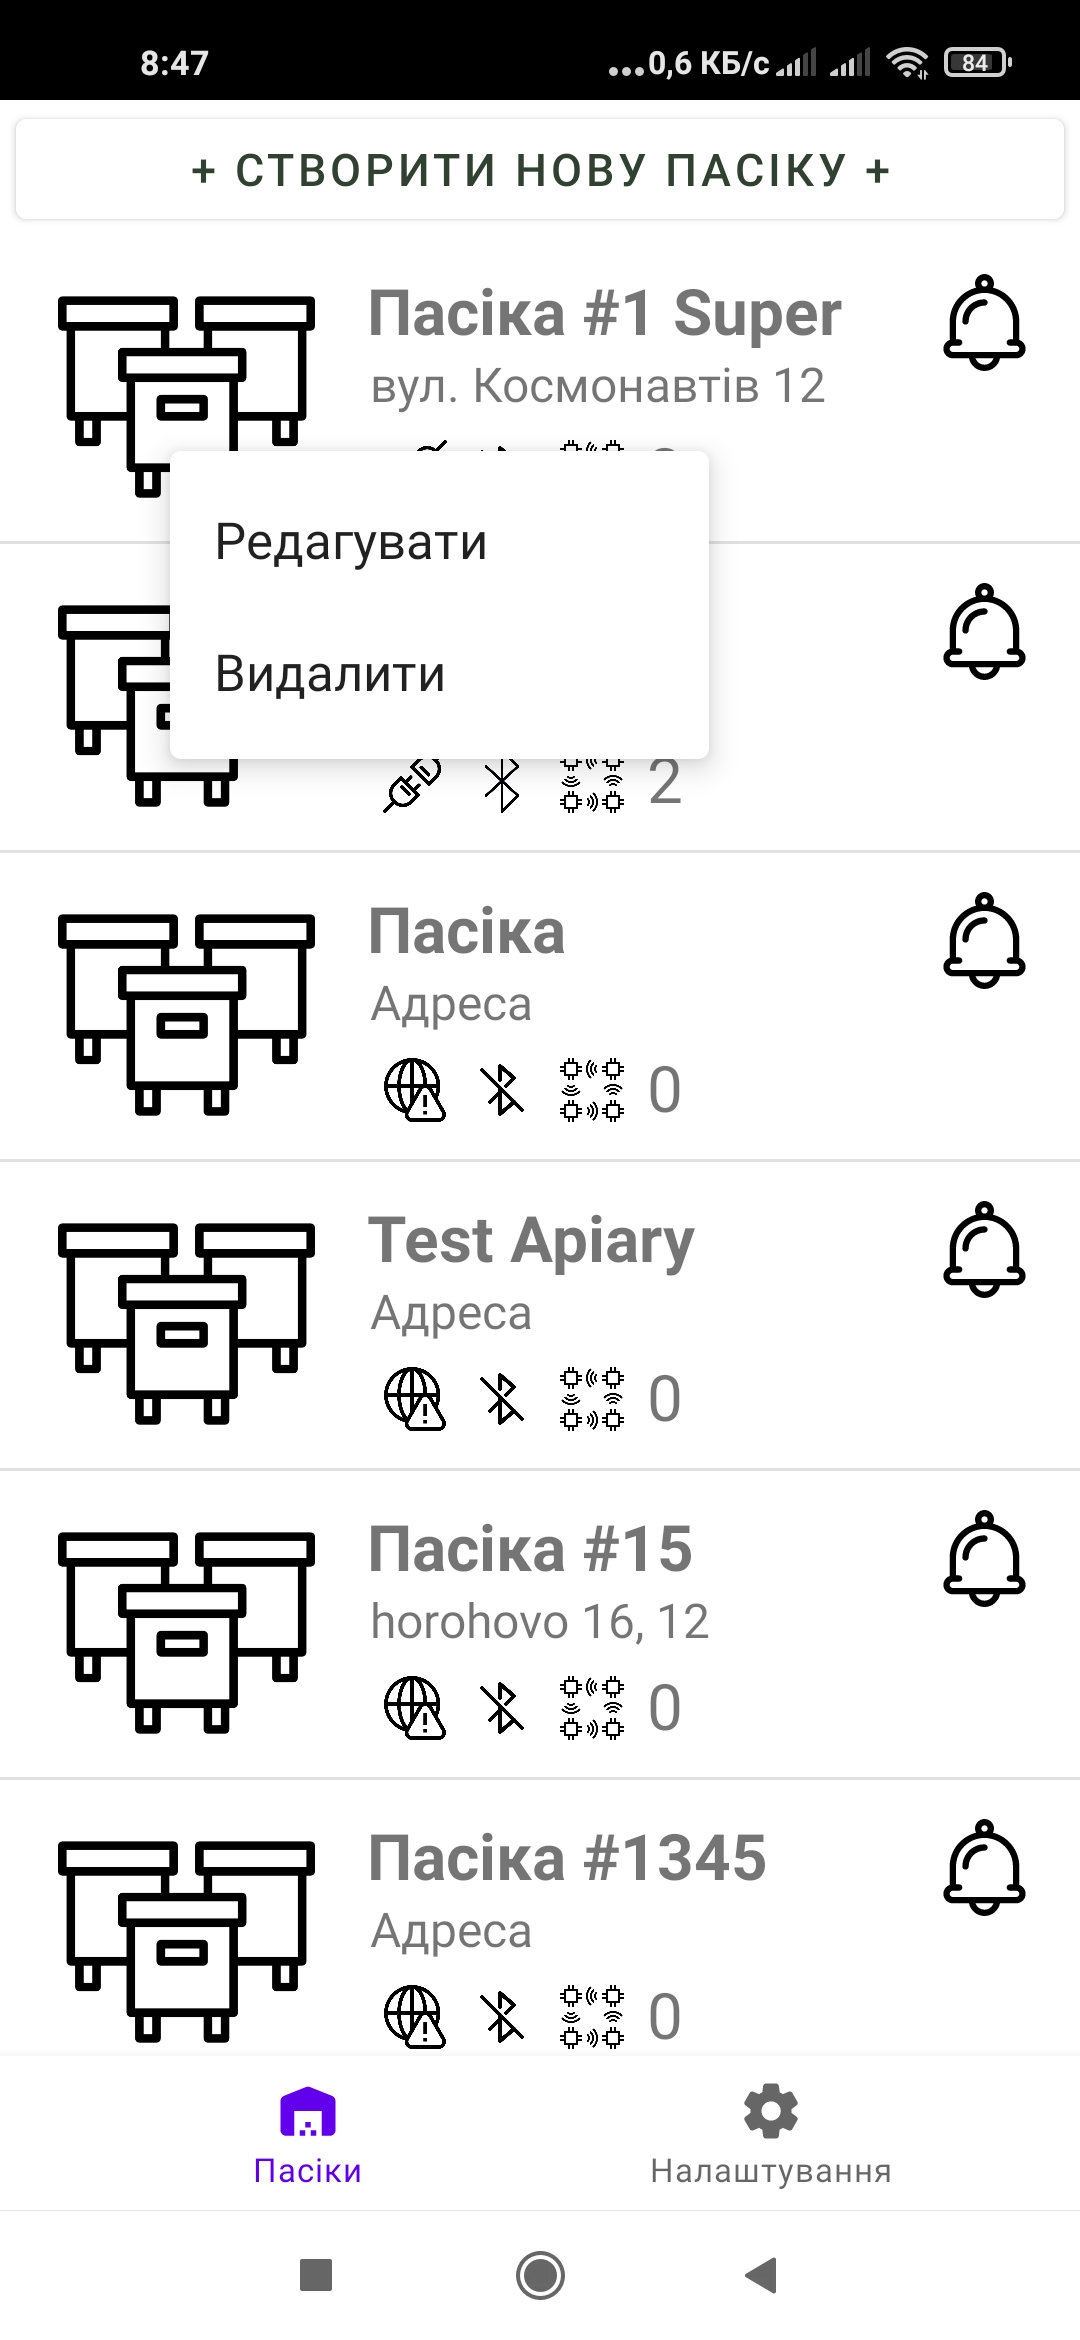 8:47
...0,6 КБ/с
84
+ СТВОРИТИ НОВУ ПАСІКУ +
Пасіка #1 Super
вул. Космонавтів 12
Редагувати
Видалити
2
Пасіка
Адреса
0
Test Apiary
Адреса
0
Пасіка #15
horohovo 16, 12
0
Пасіка #1345
Адреса
0
Пасіки
Налаштування